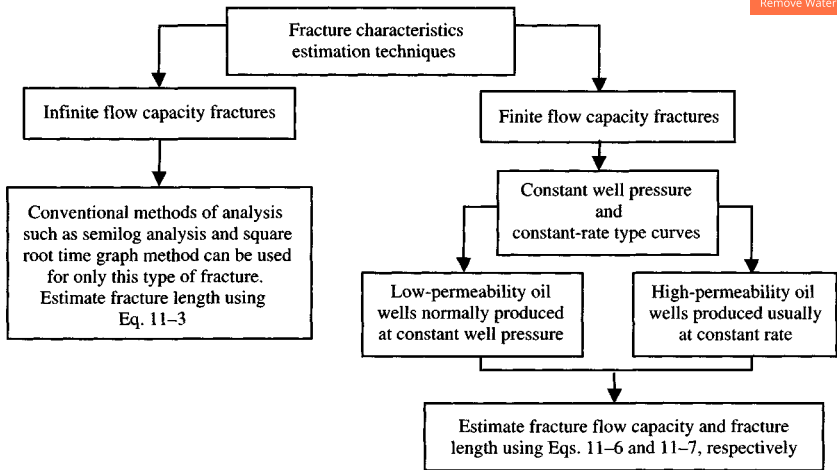 Remove Water
Fracture characteristics
estimation techniques
Infinite flow capacity fractures
Finite flow capacity fractures
Conventional methods of analysis
such as semilog analysis and square
root time graph method can be used
for only this type of fracture.
Estimate fracture length using
Eq. 11–3
Constant well pressure
and
constant-rate type curves
Low-permeability oil
wells normally produced
at constant well pressure
High-permeability oil
wells produced usually
at constant rate
Estimate fracture flow capacity and fracture
length using Eqs. 11–6 and 11–7, respectively